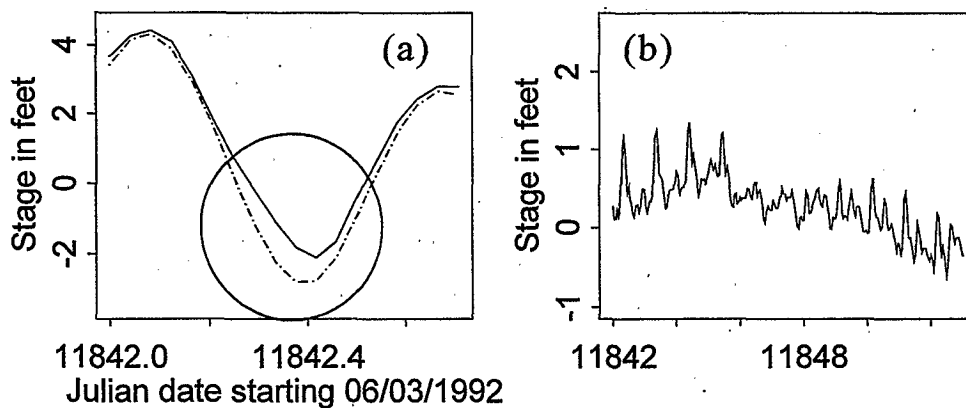 (a)
Stage in feet
4
2
0
-2
11842.0
11842.4
Julian date starting 06/03/1992
(b)
Stage in feet
2
1
0
-1
11842
11848